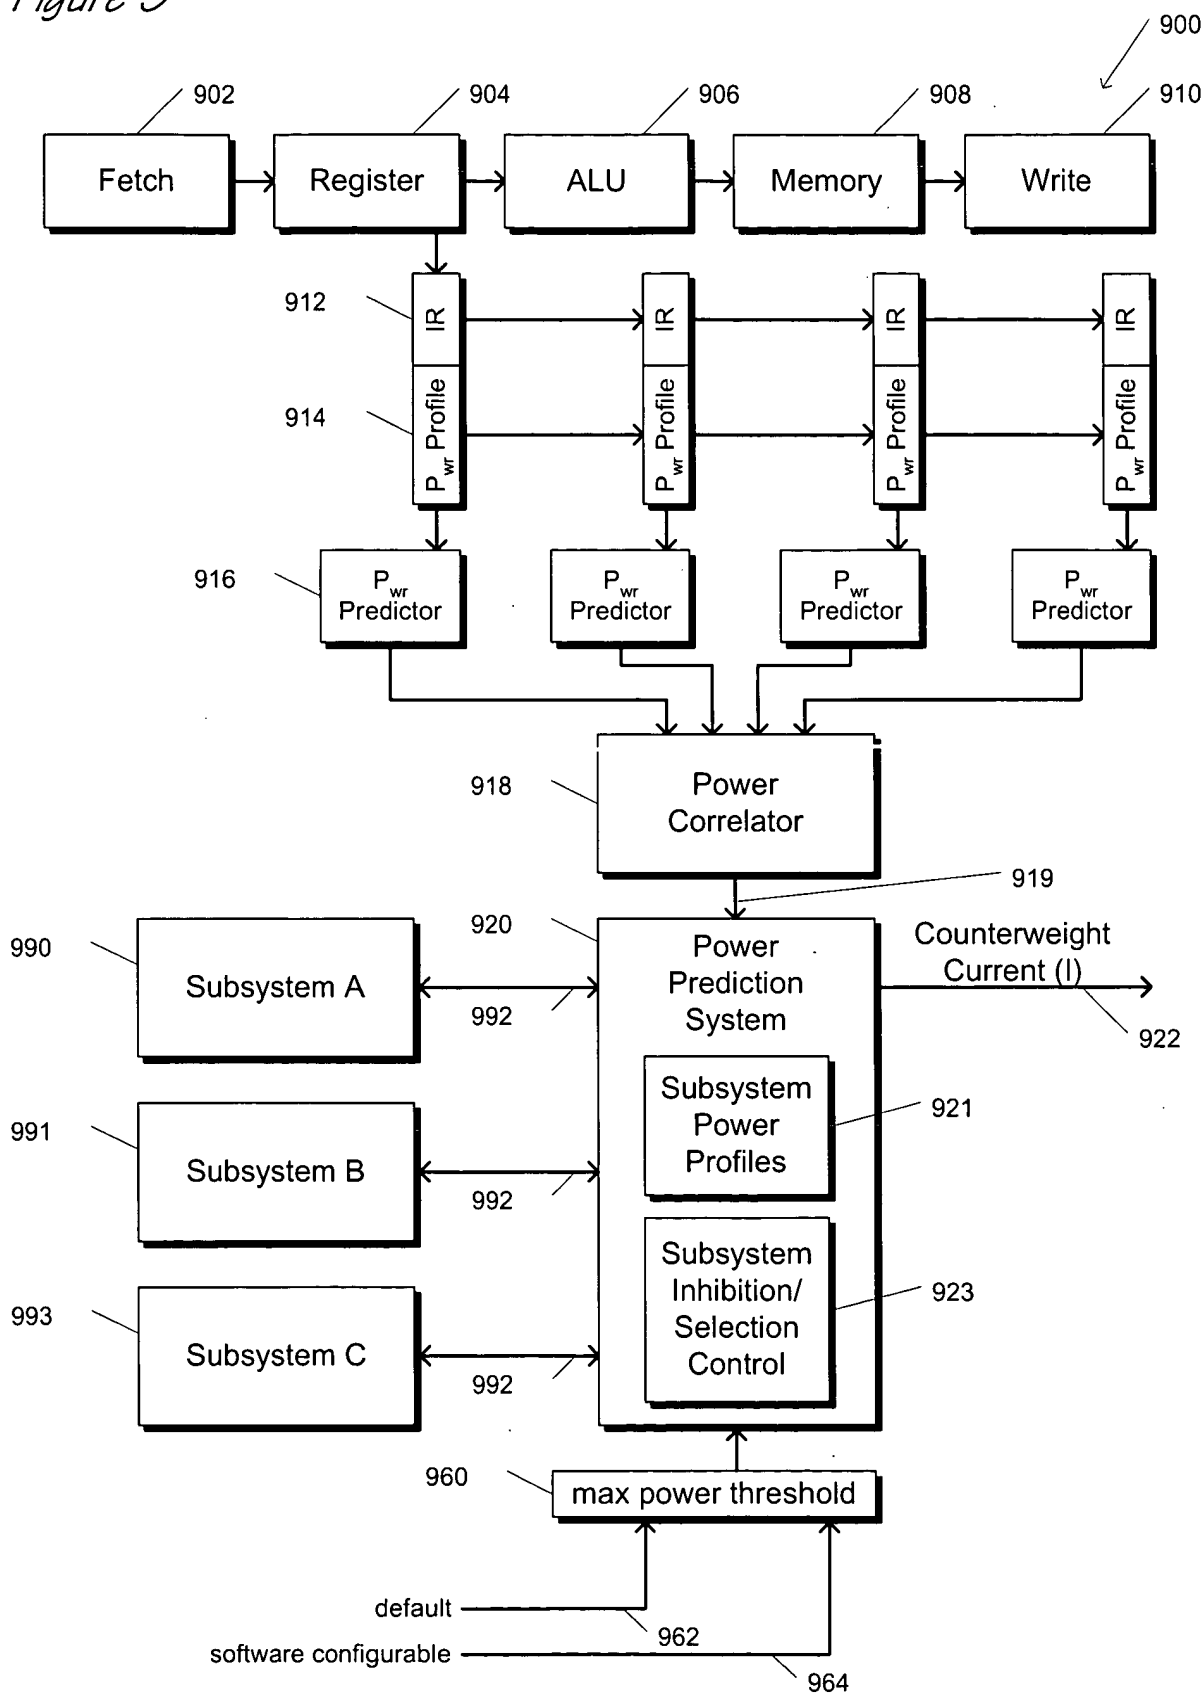 Figure 9
900
902
904
906
908
910
Fetch
Register
ALU
Memory
Write
912
IR
IR
IR
IR
914
Pwr Profile
Pwr Profile
Pwr Profile
Pwr Profile
916
Pwr
Predictor
Pwr
Predictor
Pwr
Predictor
Pwr
Predictor
918
Power
Correlator
919
920
Power
Prediction
System
Counterweight
Current (I)
922
990
Subsystem A
992
Subsystem
Power
Profiles
921
991
Subsystem B
992
Subsystem
Inhibition/
Selection
Control
923
993
Subsystem C
992
960
max power threshold
default
962
software configurable
964